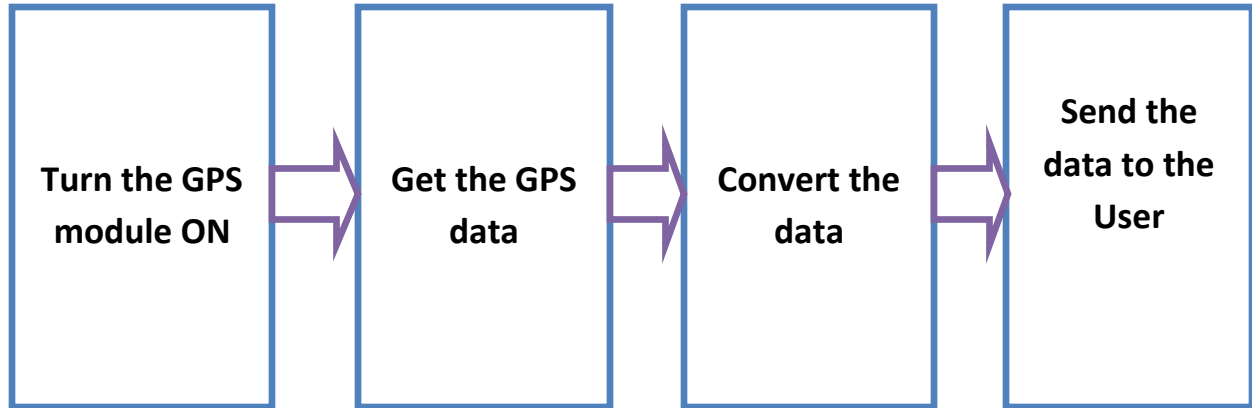 Turn the GPS
module ON
Get the GPS
data
Convert the
data
Send the
data to the
User